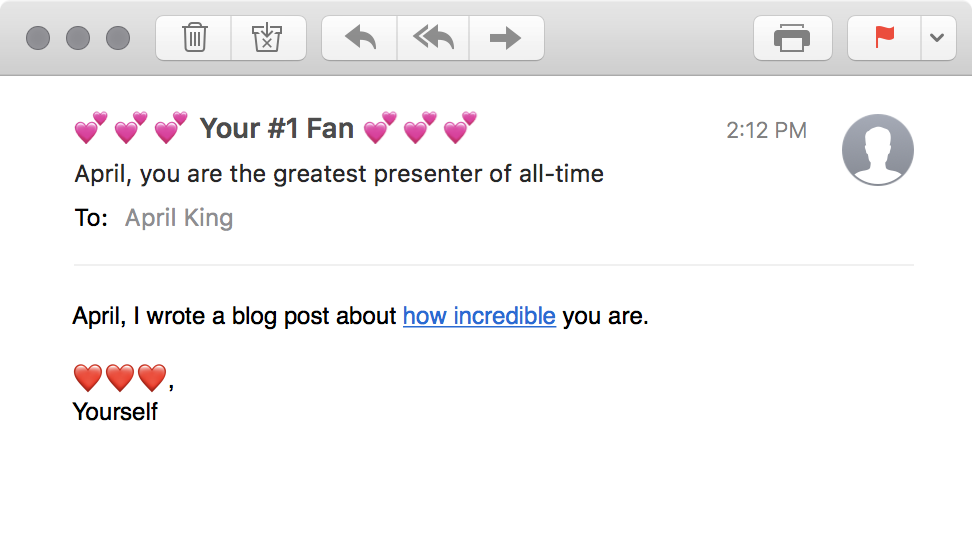 💕 💕 💕 Your #1 Fan 💕 💕 💕
2:12 PM
April, you are the greatest presenter of all-time
To: April King
April, I wrote a blog post about how incredible you are.
❤️❤️❤️,
Yourself